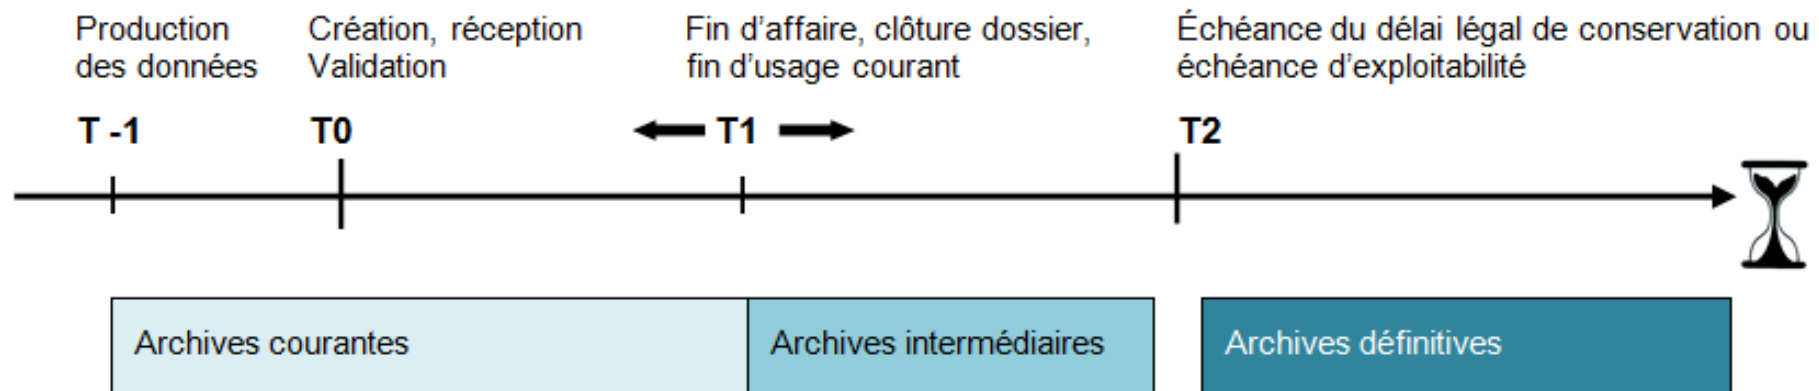 Production
des données
Création, réception
Validation
Fin d'affaire, clôture dossier,
fin d'usage courant
Échéance du délai légal de conservation ou
échéance d'exploitabilité
T -1
T0
T1
T2
Archives courantes
Archives intermédiaires
Archives définitives